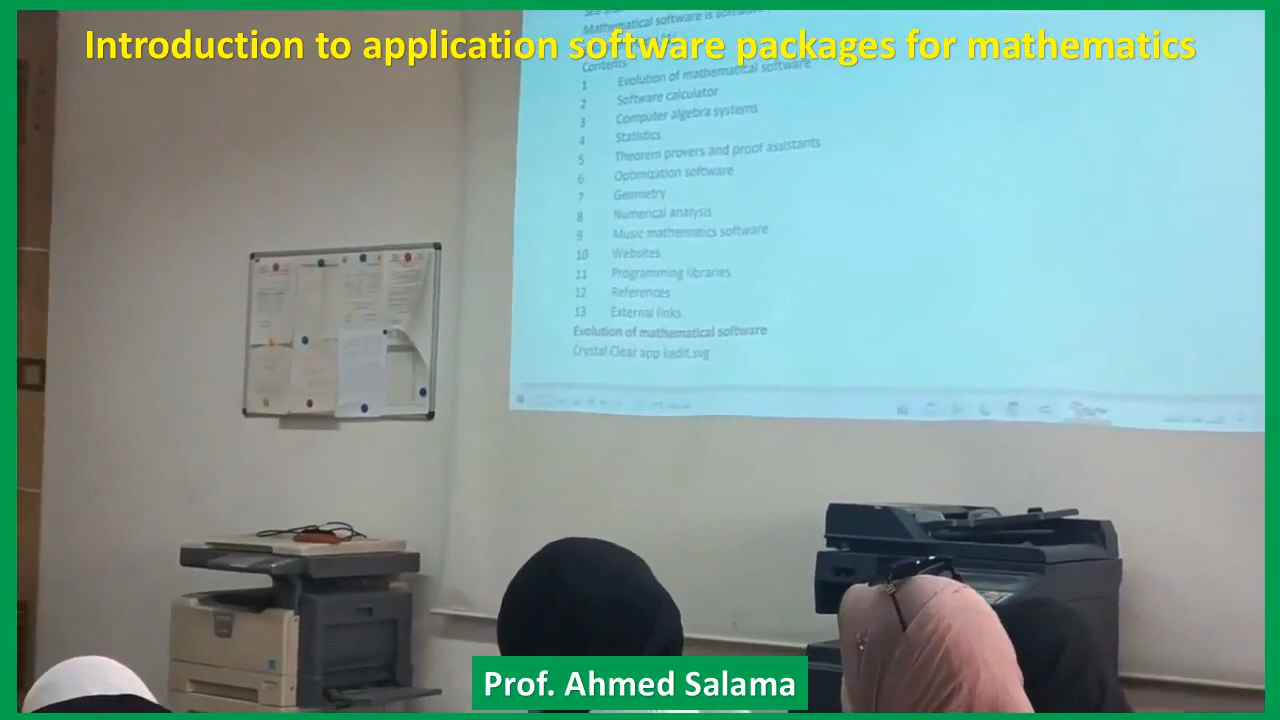 Introduction to application software packages for mathematics
Mathematical software is
Contents
1 Evolution of mathematical software
2 Software calculator
3 Computer algebra systems
4 Statistics
5 Theorem provers and proof assistants
6 Optimization software
7 Geometry
8 Numerical analysis
9 Music mathematics software
10 Websites
11 Programming libraries
12 References
13 External links
Evolution of mathematical software
Crystal Clear app kedit.svg
Prof. Ahmed Salama